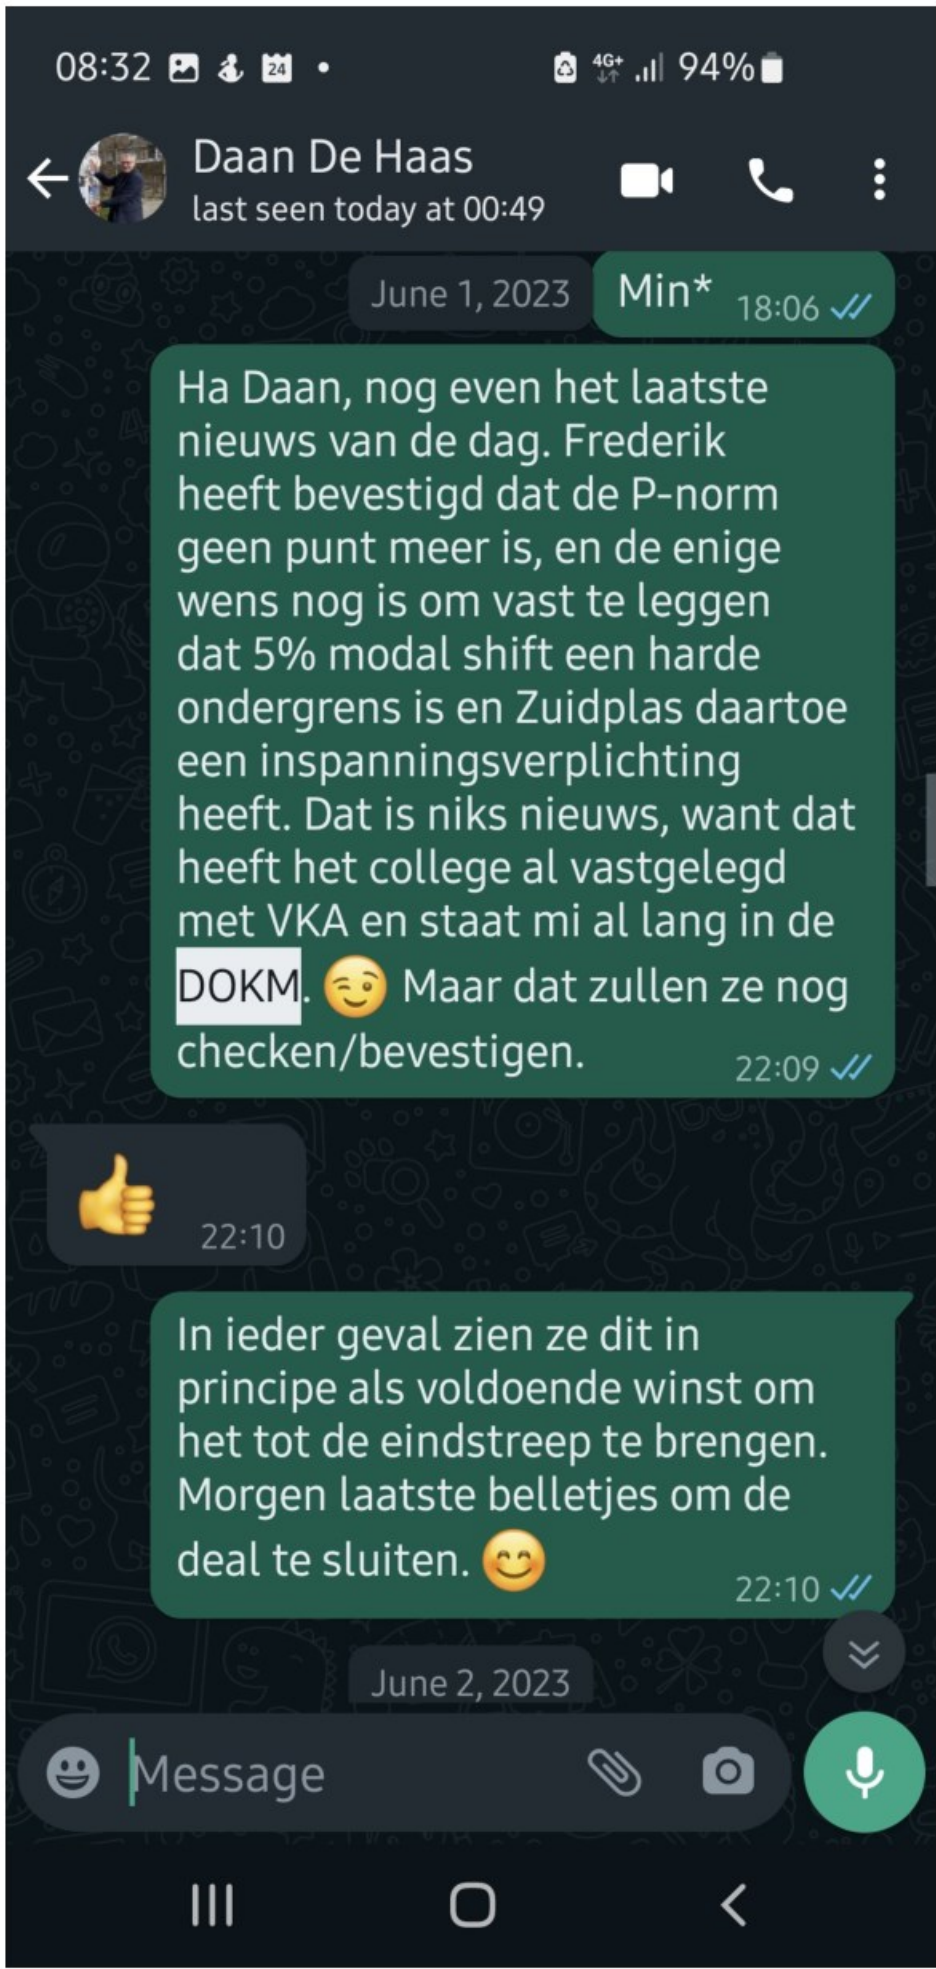 08:32 24 4G+ 94%
Daan De Haas
last seen today at 00:49
June 1, 2023
Min* 18:06
Ha Daan, nog even het laatste
nieuws van de dag. Frederik
heeft bevestigd dat de P-norm
geen punt meer is, en de enige
wens nog is om vast te leggen
dat 5% modal shift een harde
ondergrens is en Zuidplas daartoe
een inspanningsverplichting
heeft. Dat is niks nieuws, want dat
heeft het college al vastgelegd
met VKA en staat mi al lang in de
DOKM. 😉 Maar dat zullen ze nog
checken/bevestigen. 22:09
👍 22:10
In ieder geval zien ze dit in
principe als voldoende winst om
het tot de eindstreep te brengen.
Morgen laatste belletjes om de
deal te sluiten. 😊
22:10
June 2, 2023
Message